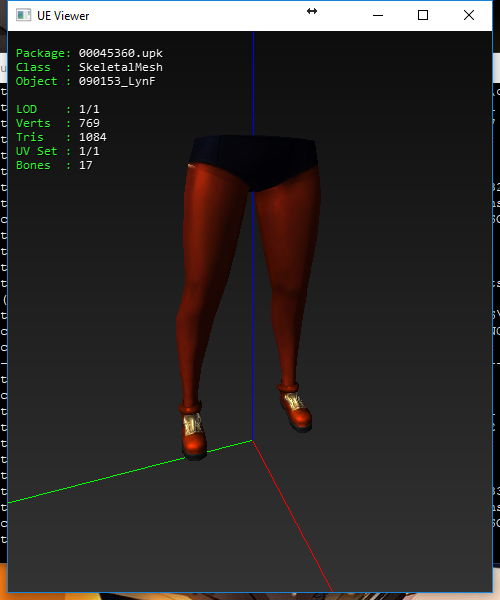 UE Viewer
Package: 00045360.upk
Class  : SkeletalMesh
Object : 090153_LynF
LOD    : 1/1
Verts  : 769
Tris   : 1084
UV Set : 1/1
Bones  : 17